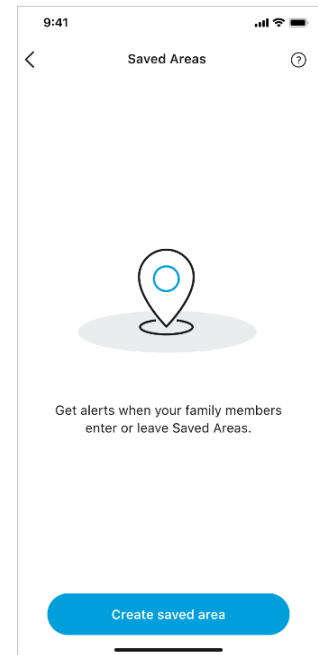 9:41
Saved Areas
?
Get alerts when your family members
enter or leave Saved Areas.
Create saved area